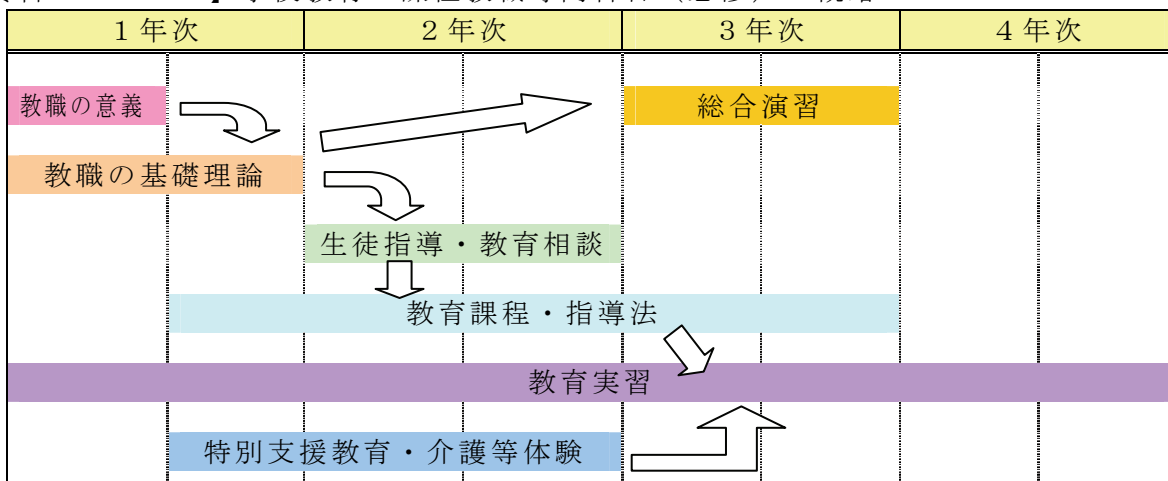 １年次 ２年次 ３年次 ４年次
教職の意義 総合演習
教職の基礎理論
生徒指導・教育相談
教育課程・指導法
教育実習
特別支援教育・介護等体験